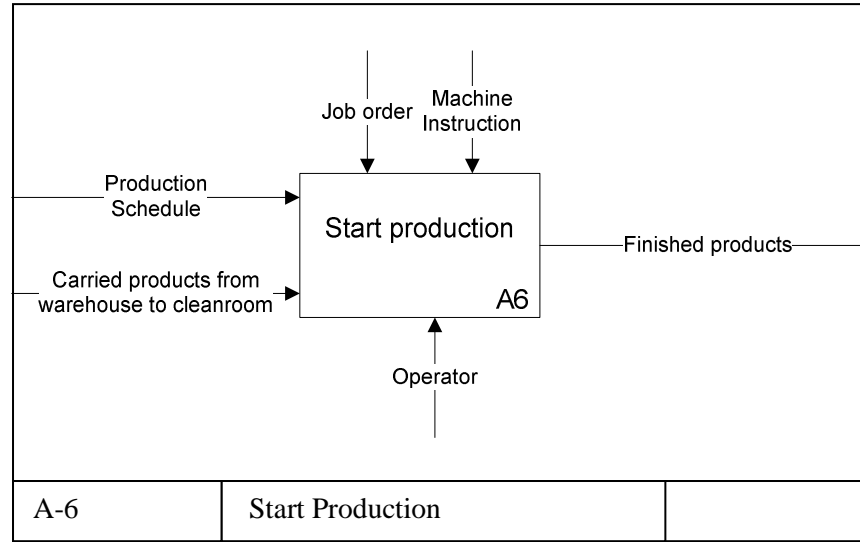 Job order
Machine
Instruction
Production
Schedule
Start production
Finished products
Carried products from
warehouse to cleanroom
A6
Operator
A-6
Start Production